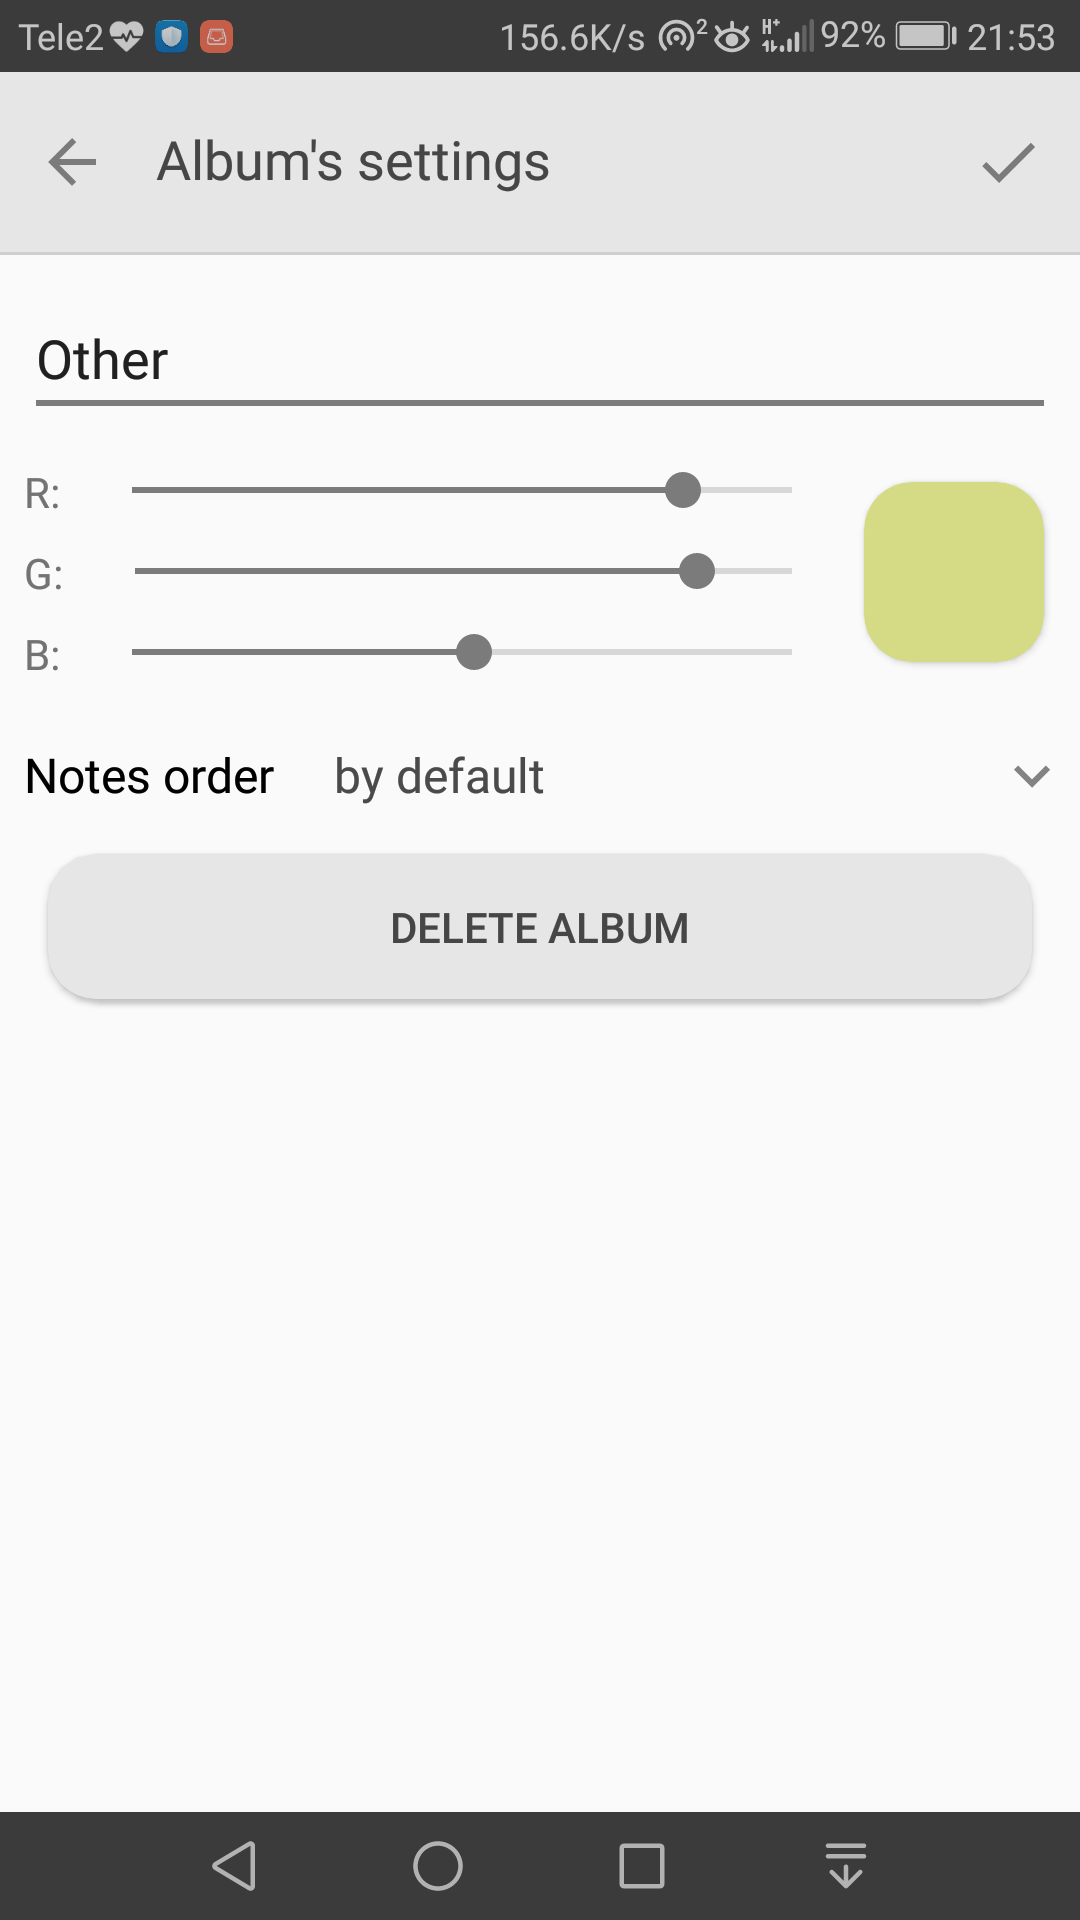 Tele2 156.6K/s 2 H+ 92% 21:53
Album's settings
Other
R:
G:
B:
Notes order by default
DELETE ALBUM